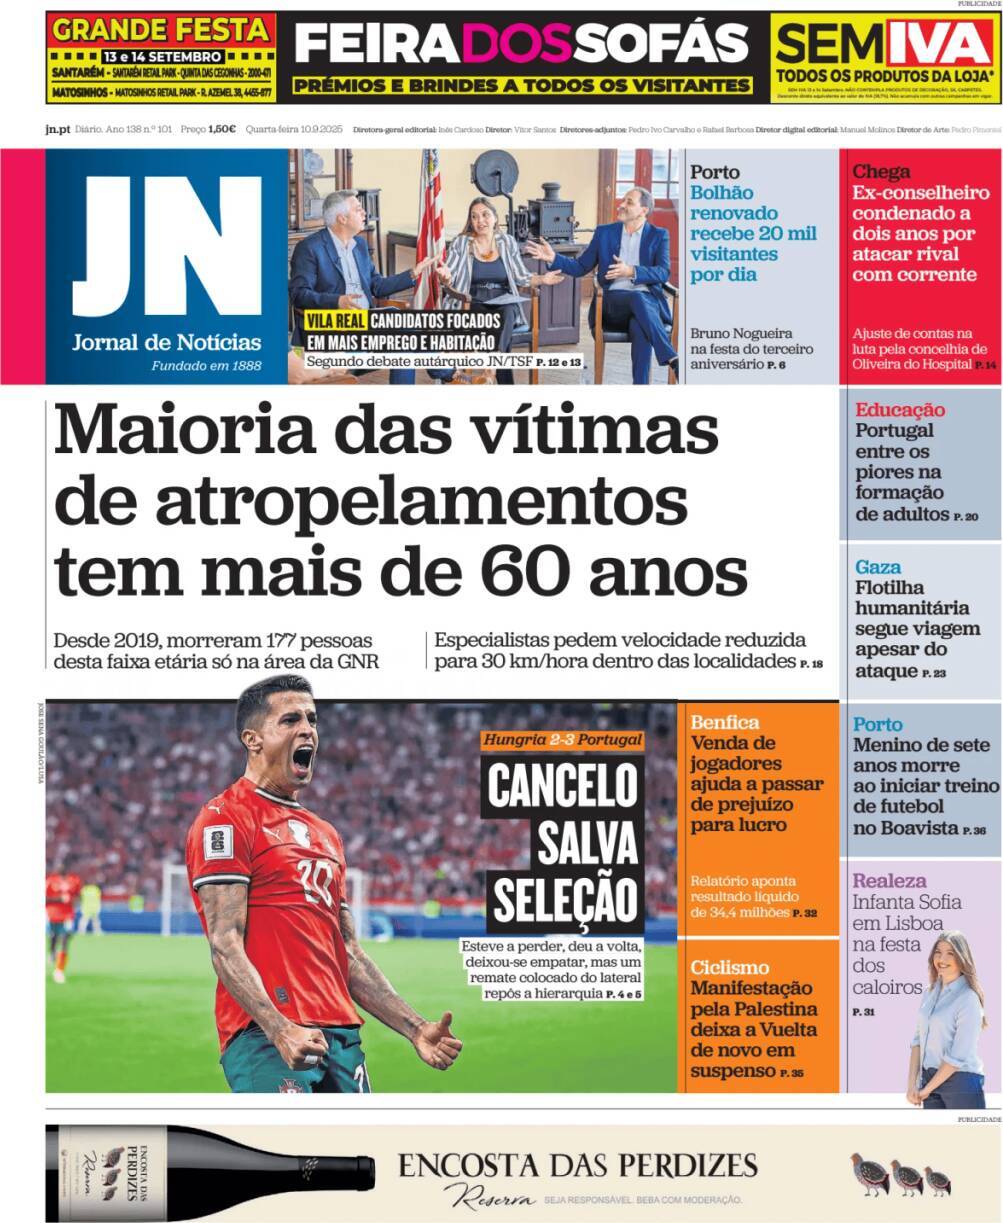 PUBLICIDADE
GRANDE FESTA
13 e 14 SETEMBRO
SANTARÉM - SANTARÉM RETAIL PARK - QUINTA DAS CEGONHAS - 2000-471
MATOSINHOS - MATOSINHOS RETAIL PARK - R. AZEMEL 38, 4455-877
FEIRADOSSOFÁS
PRÉMIOS E BRINDES A TODOS OS VISITANTES
SEMIVA
TODOS OS PRODUTOS DA LOJA*
jn.pt Diário. Ano 138 n.º 101 Preço 1,50€ Quarta-feira 10.9.2025 Diretora-geral editorial: Inês Cardoso Diretor: Vítor Santos Diretores-adjuntos: Pedro Ivo Carvalho e Rafael Barbosa Diretor digital editorial: Manuel Molinos Diretor de Arte: Pedro Pimentel
JN
Jornal de Notícias
Fundado em 1888
VILA REAL CANDIDATOS FOCADOS
EM MAIS EMPREGO E HABITAÇÃO
Segundo debate autárquico JN/TSF P. 12 e 13
Porto
Bolhão
renovado
recebe 20 mil
visitantes
por dia
Bruno Nogueira
na festa do terceiro
aniversário P. 6
Chega
Ex-conselheiro
condenado a
dois anos por
atacar rival
com corrente
Ajuste de contas na
luta pela concelhia de
Oliveira do Hospital P. 14
Maioria das vítimas
de atropelamentos
tem mais de 60 anos
Desde 2019, morreram 177 pessoas
desta faixa etária só na área da GNR
Especialistas pedem velocidade reduzida
para 30 km/hora dentro das localidades P. 18
Educação
Portugal
entre os
piores na
formação
de adultos P. 20
Gaza
Flotilha
humanitária
segue viagem
apesar do
ataque P. 23
JOSÉ SENA GOULÃO/LUSA
Hungria 2-3 Portugal
CANCELO
SALVA
SELEÇÃO
Esteve a perder, deu a volta,
deixou-se empatar, mas um
remate colocado do lateral
repôs a hierarquia P. 4 e 5
20
Benfica
Venda de
jogadores
ajuda a passar
de prejuízo
para lucro
Relatório aponta
resultado líquido
de 34,4 milhões P. 32
Ciclismo
Manifestação
pela Palestina
deixa a Vuelta
de novo em
suspenso P. 35
Porto
Menino de sete
anos morre
ao iniciar treino
de futebol
no Boavista P. 36
Realeza
Infanta Sofia
em Lisboa
na festa
dos
caloiros
P. 31
PUBLICIDADE
ENCOSTA DAS
PERDIZES
Reserva
ENCOSTA DAS PERDIZES
Reserva SEJA RESPONSÁVEL. BEBA COM MODERAÇÃO.